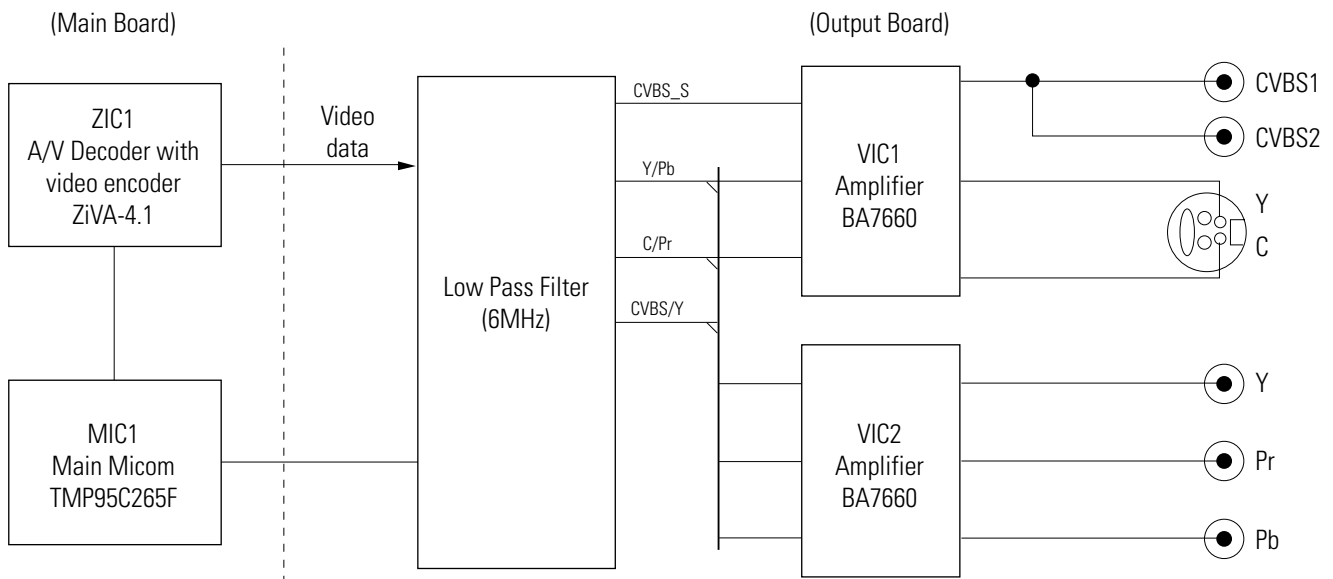 (Main Board)
(Output Board)
ZIC1
A/V Decoder with
video encoder
ZiVA-4.1
Video
data
MIC1
Main Micom
TMP95C265F
Low Pass Filter
(6MHz)
CVBS_S
Y/Pb
C/Pr
CVBS/Y
VIC1
Amplifier
BA7660
VIC2
Amplifier
BA7660
CVBS1
CVBS2
Y
C
Y
Pr
Pb